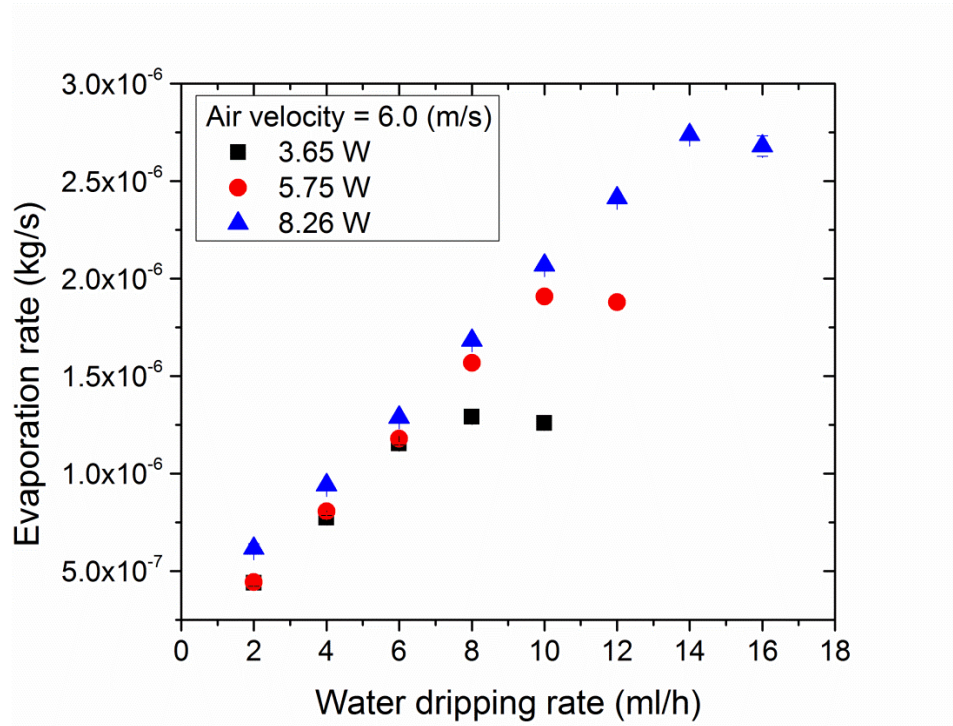 3.0x10⁻⁶
2.5x10⁻⁶
2.0x10⁻⁶
1.5x10⁻⁶
1.0x10⁻⁶
5.0x10⁻⁷
Evaporation rate (kg/s)
Air velocity = 6.0 (m/s)
3.65 W
5.75 W
8.26 W
0 2 4 6 8 10 12 14 16 18
Water dripping rate (ml/h)